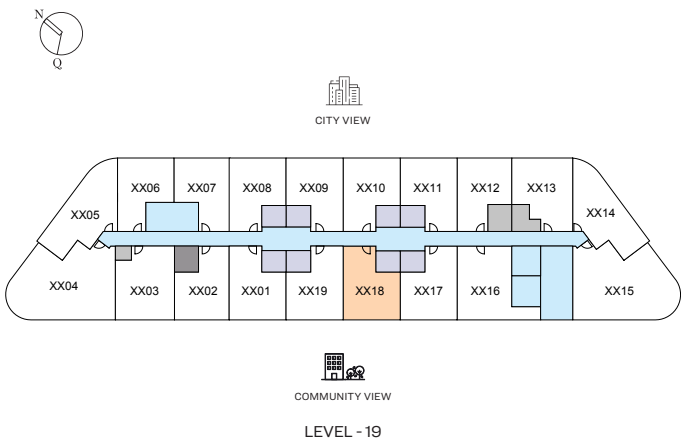 N
Q
CITY VIEW
XX06 XX07 XX08 XX09 XX10 XX11 XX12 XX13
XX05 XX14
XX04 XX03 XX02 XX01 XX19 XX18 XX17 XX16 XX15
COMMUNITY VIEW
LEVEL - 19